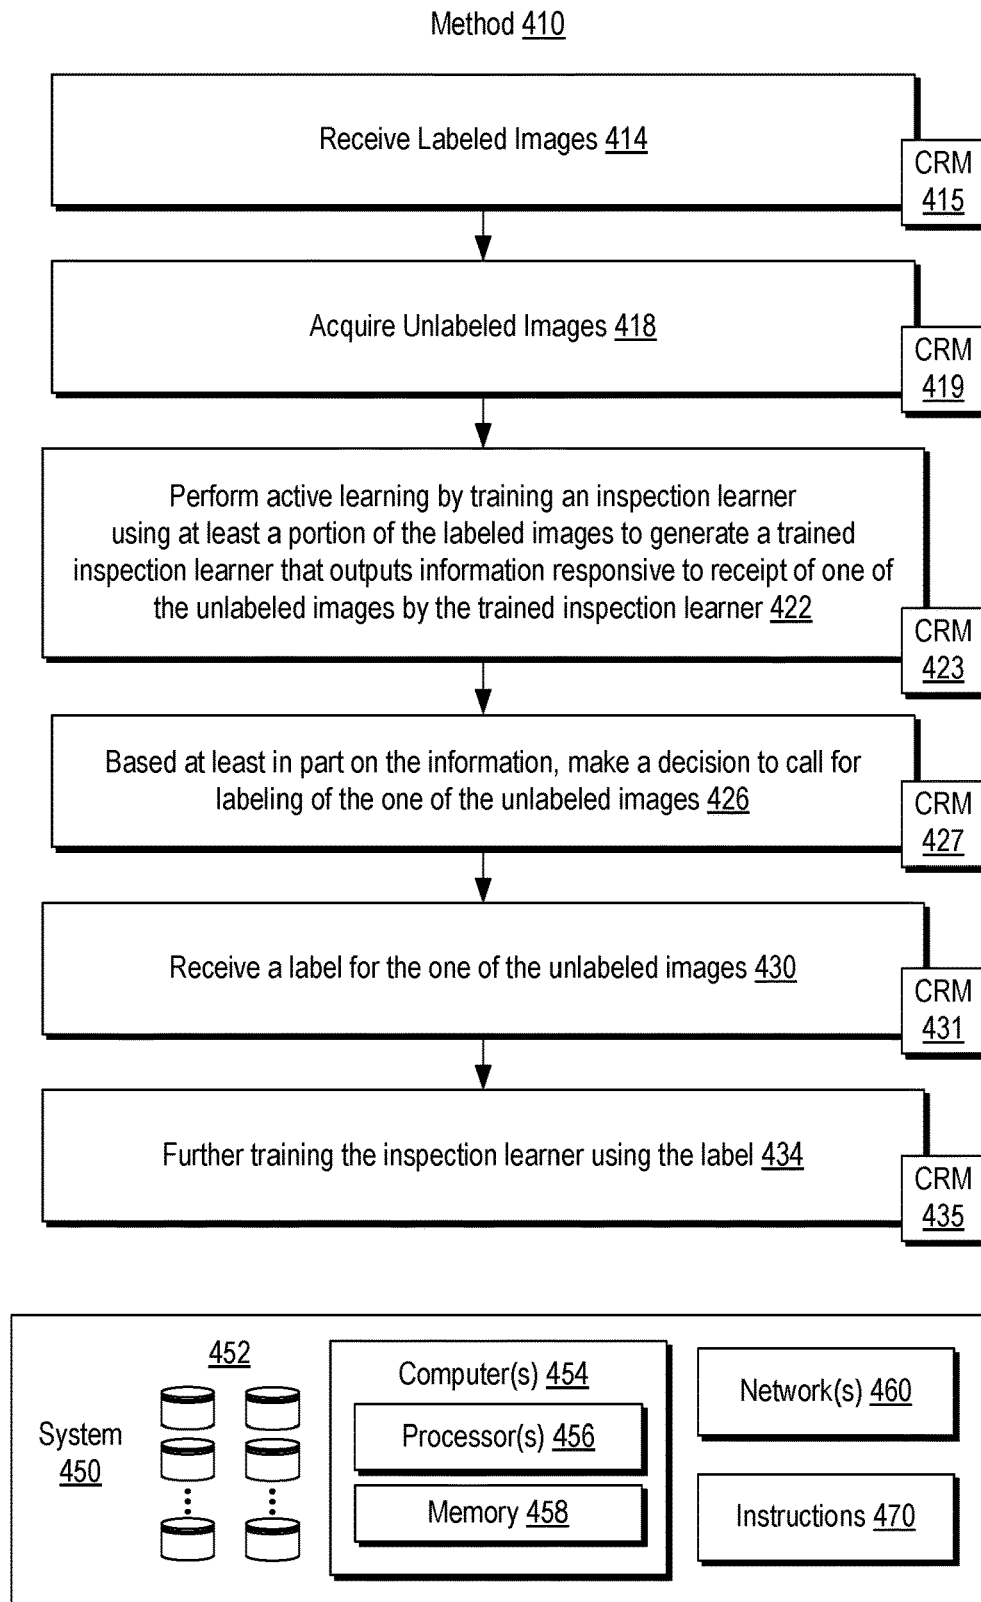 Method 410
Receive Labeled Images 414
CRM
415
Acquire Unlabeled Images 418
CRM
419
Perform active learning by training an inspection learner
using at least a portion of the labeled images to generate a trained
inspection learner that outputs information responsive to receipt of one of
the unlabeled images by the trained inspection learner 422
CRM
423
Based at least in part on the information, make a decision to call for
labeling of the one of the unlabeled images 426
CRM
427
Receive a label for the one of the unlabeled images 430
CRM
431
Further training the inspection learner using the label 434
CRM
435
System
450
452
Computer(s) 454
Processor(s) 456
Memory 458
Network(s) 460
Instructions 470